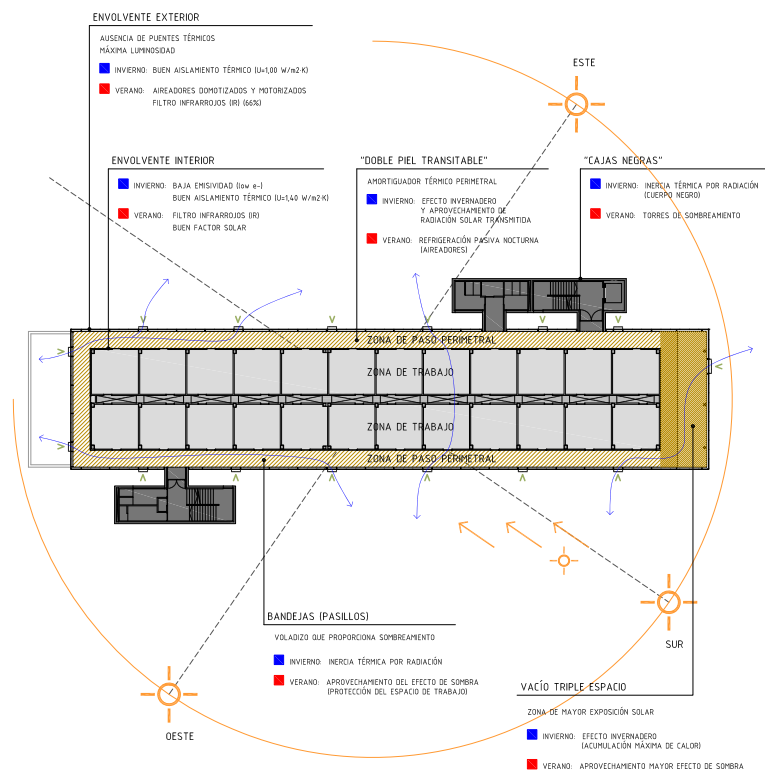 ENVOLVENTE EXTERIOR
AUSENCIA DE PUENTES TÉRMICOS
MÁXIMA LUMINOSIDAD
INVIERNO: BUEN AISLAMIENTO TÉRMICO (U=1,00 W/m2·K)
VERANO: AIREADORES DOMOTIZADOS Y MOTORIZADOS
FILTRO INFRARROJOS (IR) (66%)
ESTE
ENVOLVENTE INTERIOR
INVIERNO: BAJA EMISIVIDAD (low e-)
BUEN AISLAMIENTO TÉRMICO (U=1,40 W/m2·K)
VERANO: FILTRO INFRARROJOS (IR)
BUEN FACTOR SOLAR
"DOBLE PIEL TRANSITABLE"
AMORTIGUADOR TÉRMICO PERIMETRAL
INVIERNO: EFECTO INVERNADERO
Y APROVECHAMIENTO DE
RADIACIÓN SOLAR TRANSMITIDA
VERANO: REFRIGERACIÓN PASIVA NOCTURNA
(AIREADORES)
"CAJAS NEGRAS"
INVIERNO: INERCIA TÉRMICA POR RADIACIÓN
(CUERPO NEGRO)
VERANO: TORRES DE SOMBREAMIENTO
ZONA DE PASO PERIMETRAL
ZONA DE TRABAJO
ZONA DE TRABAJO
ZONA DE PASO PERIMETRAL
BANDEJAS (PASILLOS)
VOLADIZO QUE PROPORCIONA SOMBREAMIENTO
INVIERNO: INERCIA TÉRMICA POR RADIACIÓN
VERANO: APROVECHAMIENTO DEL EFECTO DE SOMBRA
(PROTECCIÓN DEL ESPACIO DE TRABAJO)
SUR
OESTE
VACÍO TRIPLE ESPACIO
ZONA DE MAYOR EXPOSICIÓN SOLAR
INVIERNO: EFECTO INVERNADERO
(ACUMULACIÓN MÁXIMA DE CALOR)
VERANO: APROVECHAMIENTO MAYOR EFECTO DE SOMBRA